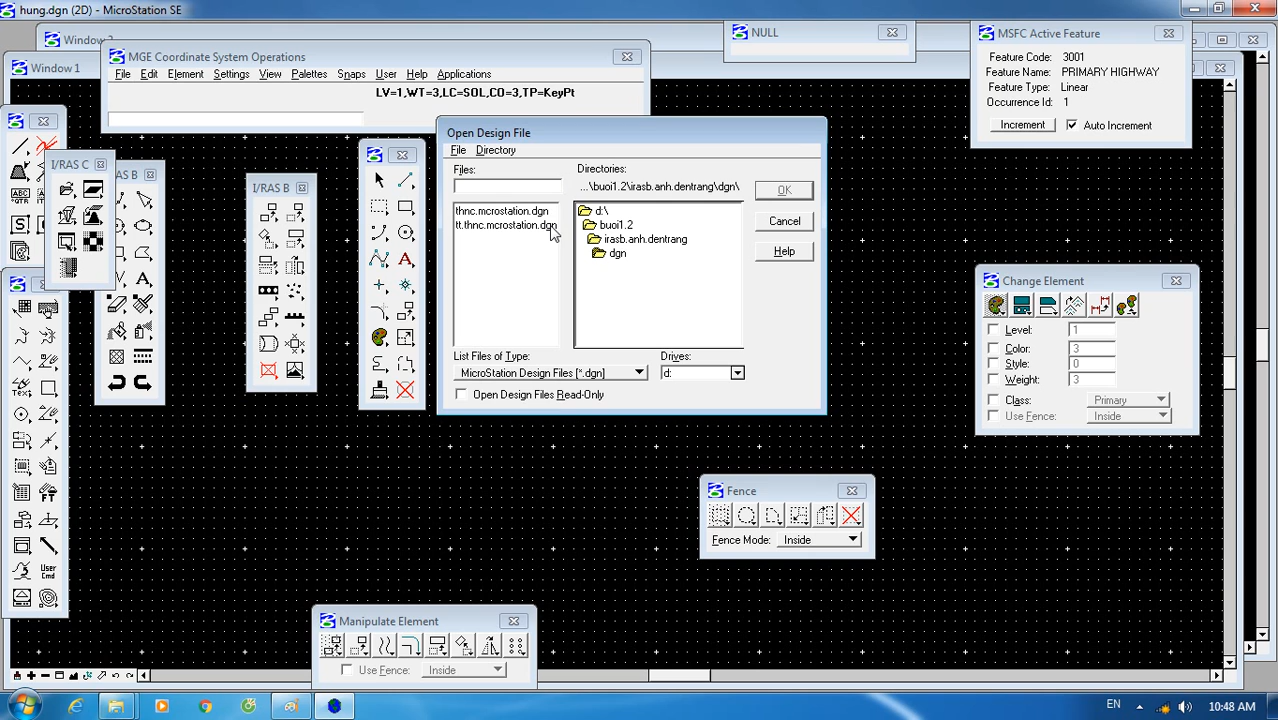 hung.dgn (2D) - MicroStation SE
Window 1
MGE Coordinate System Operations
File Edit Element Settings View Palettes Snaps User Help Applications
LV=1,WT=3,LC=SOL,CO=3,TP=KeyPt
NULL
MSFC Active Feature
Feature Code: 3001
Feature Name: PRIMARY HIGHWAY
Feature Type: Linear
Occurrence Id: 1
Increment
Auto Increment
I/RAS C
I/RAS B
Open Design File
File Directory
Files:
thnc.mcrostation.dgn
tt.thnc.mcrostation.dgn
Directories:
...\buoi1.2\irasb.anh.dentrang\dgn\
d:\
buoi1.2
irasb.anh.dentrang
dgn
OK
Cancel
Help
List Files of Type:
MicroStation Design Files [*.dgn]
Drives:
d:
Open Design Files Read-Only
Change Element
Level: 1
Color: 3
Style: 0
Weight: 3
Class: Primary
Use Fence: Inside
Fence
Fence Mode: Inside
Manipulate Element
Use Fence: Inside
User
Cmd
EN
10:48 AM